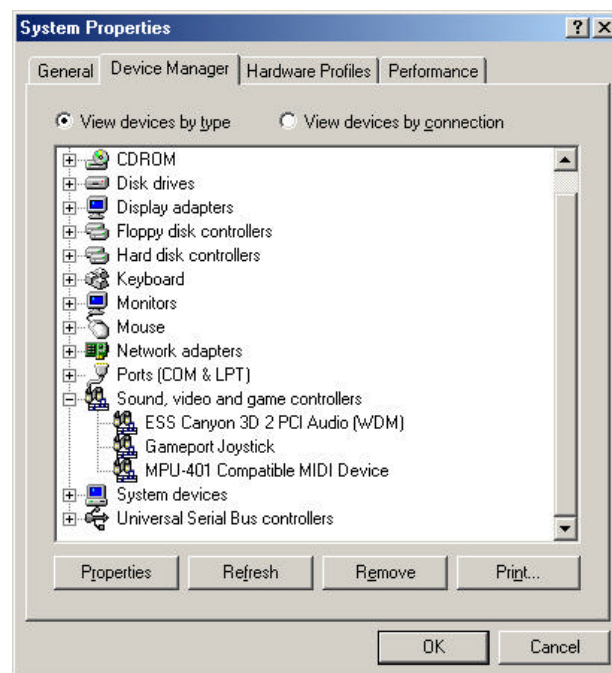 System Properties
General Device Manager Hardware Profiles Performance
View devices by type View devices by connection
CDROM
Disk drives
Display adapters
Floppy disk controllers
Hard disk controllers
Keyboard
Monitors
Mouse
Network adapters
Ports (COM & LPT)
Sound, video and game controllers
ESS Canyon 3D 2 PCI Audio (WDM)
Gameport Joystick
MPU-401 Compatible MIDI Device
System devices
Universal Serial Bus controllers
Properties Refresh Remove Print...
OK Cancel